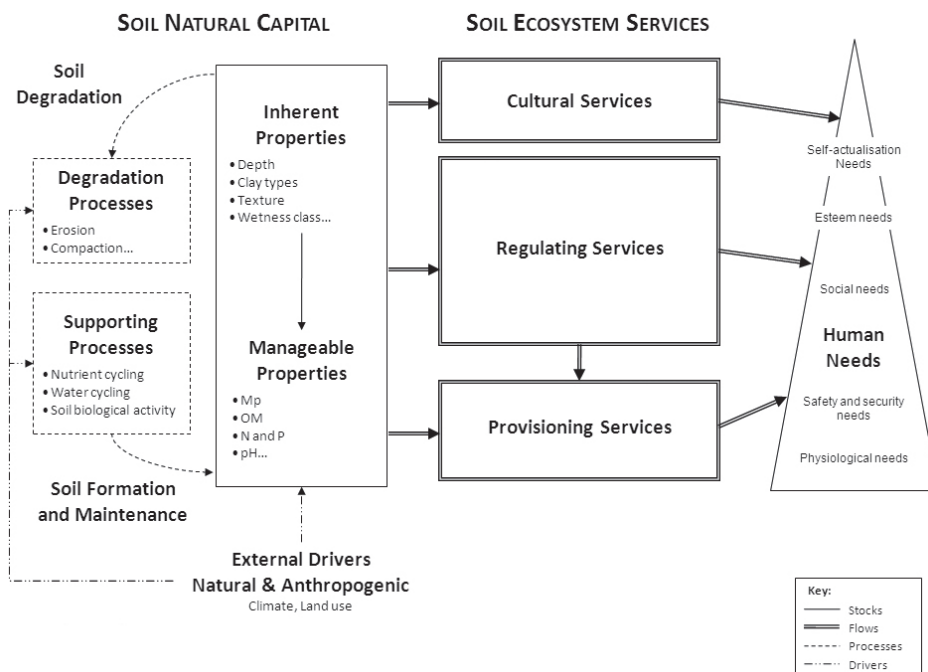 SOIL NATURAL CAPITAL
SOIL ECOSYSTEM SERVICES
Soil
Degradation
Degradation
Processes
• Erosion
• Compaction...
Supporting
Processes
• Nutrient cycling
• Water cycling
• Soil biological activity
Soil Formation
and Maintenance
Inherent
Properties
• Depth
• Clay types
• Texture
• Wetness class...
Manageable
Properties
• Mp
• OM
• N and P
• pH...
External Drivers
Natural & Anthropogenic
Climate, Land use
Cultural Services
Regulating Services
Provisioning Services
Self-actualisation
Needs
Esteem needs
Social needs
Human
Needs
Safety and security
needs
Physiological needs
Key:
Stocks
Flows
Processes
Drivers